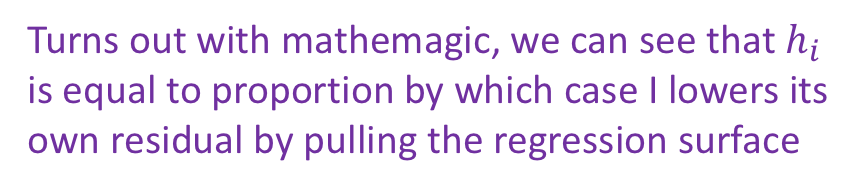 Turns out with mathemagic, we can see that $h_i$
is equal to proportion by which case I lowers its
own residual by pulling the regression surface